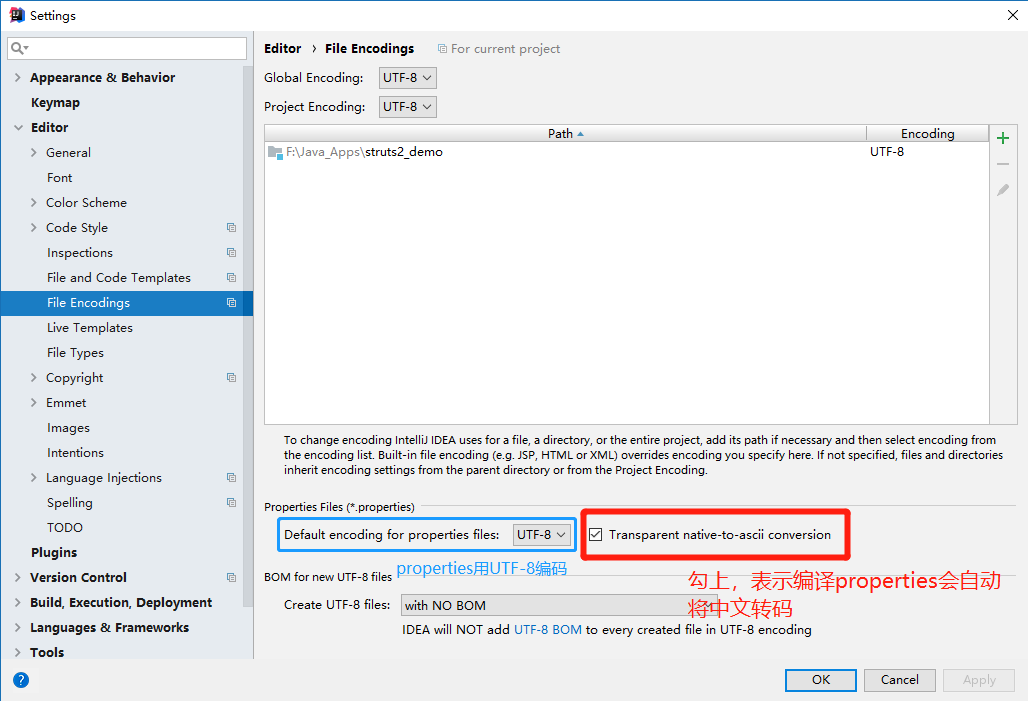 Settings
Appearance & Behavior
Keymap
Editor
General
Font
Color Scheme
Code Style
Inspections
File and Code Templates
File Encodings
Live Templates
File Types
Copyright
Emmet
Images
Intentions
Language Injections
Spelling
TODO
Plugins
Version Control
Build, Execution, Deployment
Languages & Frameworks
Tools
Editor › File Encodings For current project
Global Encoding: UTF-8
Project Encoding: UTF-8
Path Encoding
F:\Java_Apps\struts2_demo UTF-8
To change encoding IntelliJ IDEA uses for a file, a directory, or the entire project, add its path if necessary and then select encoding from
the encoding list. Built-in file encoding (e.g. JSP, HTML or XML) overrides encoding you specify here. If not specified, files and directories
inherit encoding settings from the parent directory or from the Project Encoding.
Properties Files (*.properties)
Default encoding for properties files: UTF-8 Transparent native-to-ascii conversion
properties用UTF-8编码
BOM for new UTF-8 files
勾上，表示编译properties会自动
将中文转码
Create UTF-8 files: with NO BOM
IDEA will NOT add UTF-8 BOM to every created file in UTF-8 encoding
?
OK Cancel Apply